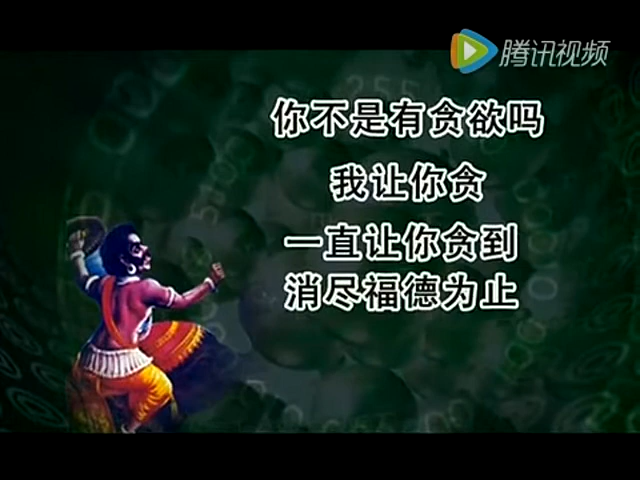 腾讯视频
你不是有贪欲吗
我让你贪
一直让你贪到
消尽福德为止